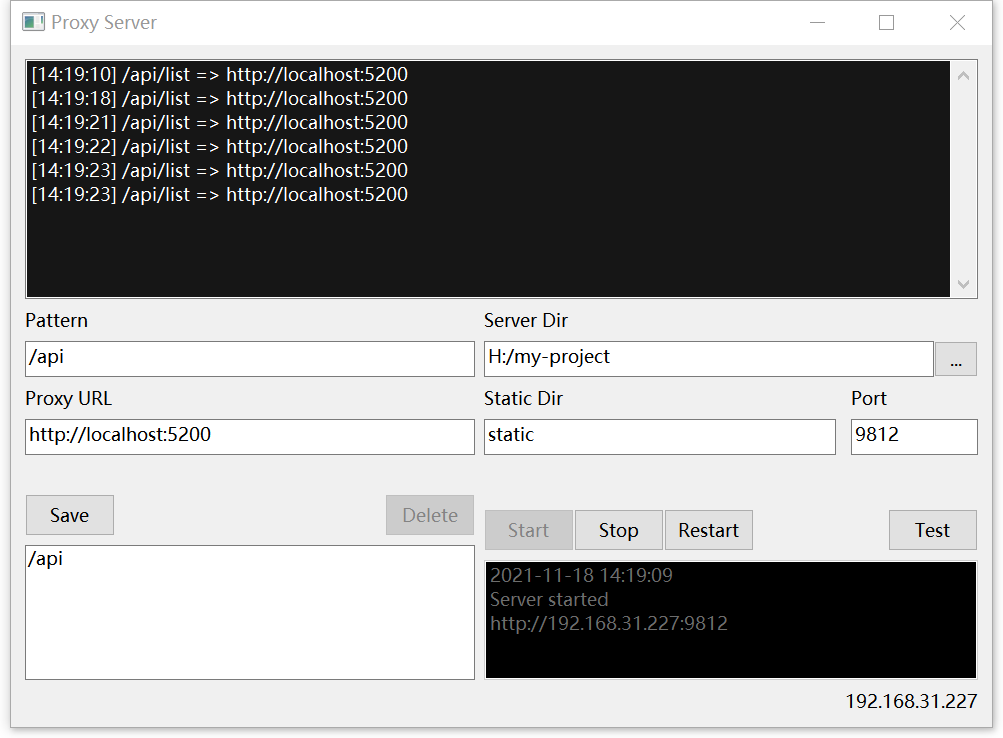 Proxy Server
[14:19:10] /api/list => http://localhost:5200
[14:19:18] /api/list => http://localhost:5200
[14:19:21] /api/list => http://localhost:5200
[14:19:22] /api/list => http://localhost:5200
[14:19:23] /api/list => http://localhost:5200
[14:19:23] /api/list => http://localhost:5200
Pattern
/api
Server Dir
H:/my-project
...
Proxy URL
http://localhost:5200
Static Dir
static
Port
9812
Save
Delete
/api
Start
Stop
Restart
Test
2021-11-18 14:19:09
Server started
http://192.168.31.227:9812
192.168.31.227